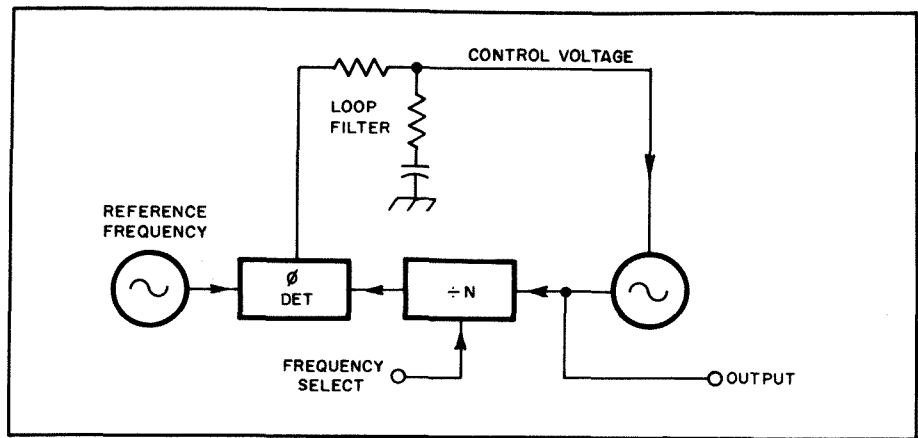 CONTROL VOLTAGE
LOOP
FILTER
REFERENCE
FREQUENCY
Ø
DET
÷N
FREQUENCY
SELECT
OUTPUT